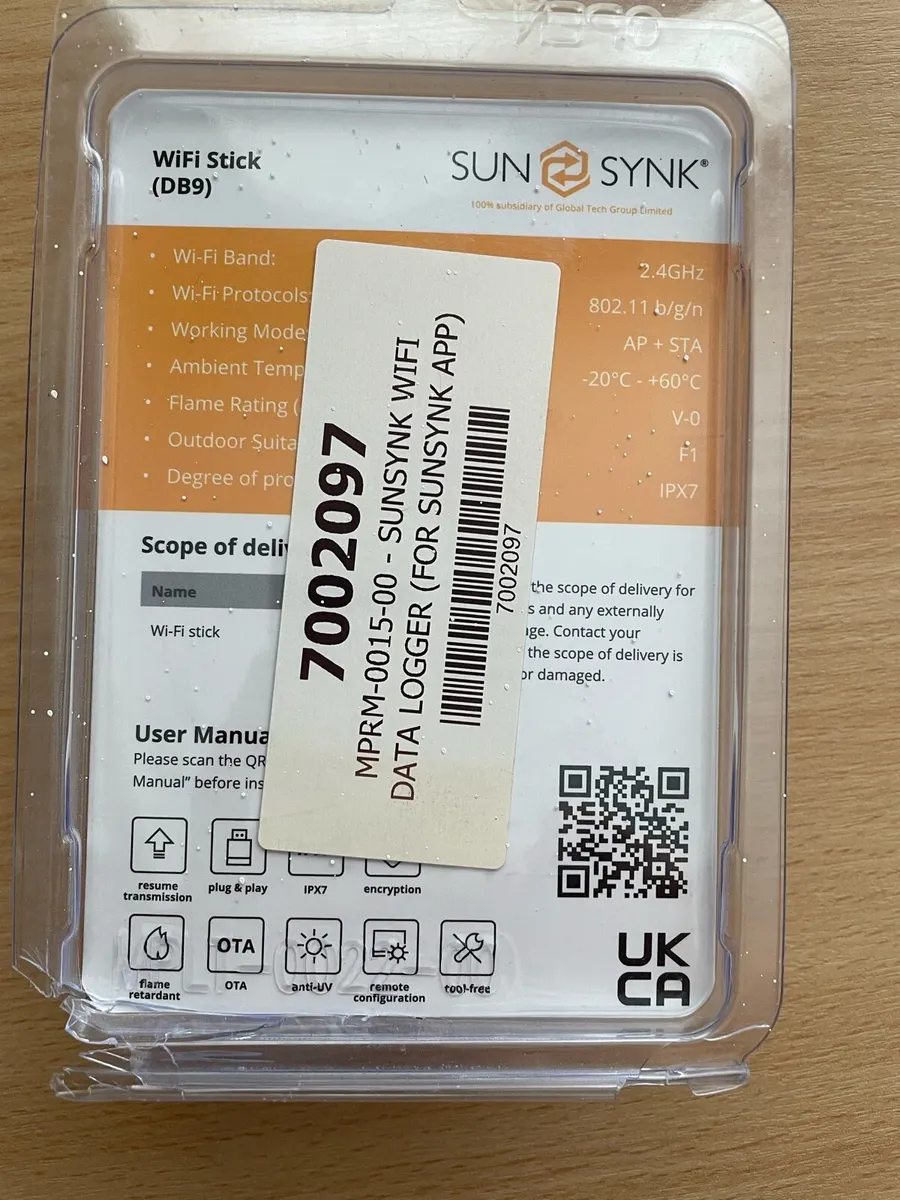 OPEN
WiFi Stick
(DB9)
SUN SYNK®
100% subsidiary of Global Tech Group Limited
• Wi-Fi Band: 2.4GHz
• Wi-Fi Protocols: 802.11 b/g/n
• Working Mode AP + STA
• Ambient Temp -20°C - +60°C
• Flame Rating ( V-0
• Outdoor Suita F1
• Degree of pro IPX7
7002097
MPRM-0015-00 - SUNSYNK WIFI
DATA LOGGER (FOR SUNSYNK APP)
7002097
Scope of deli
Name
Wi-Fi stick
the scope of delivery for
s and any externally
ge. Contact your
the scope of delivery is
or damaged.
User Manua
Please scan the QR
Manual” before ins
resume
transmission
plug & play
IPX7
encryption
flame
retardant
OTA
OTA
anti-UV
remote
configuration
tool-free
UK
CA